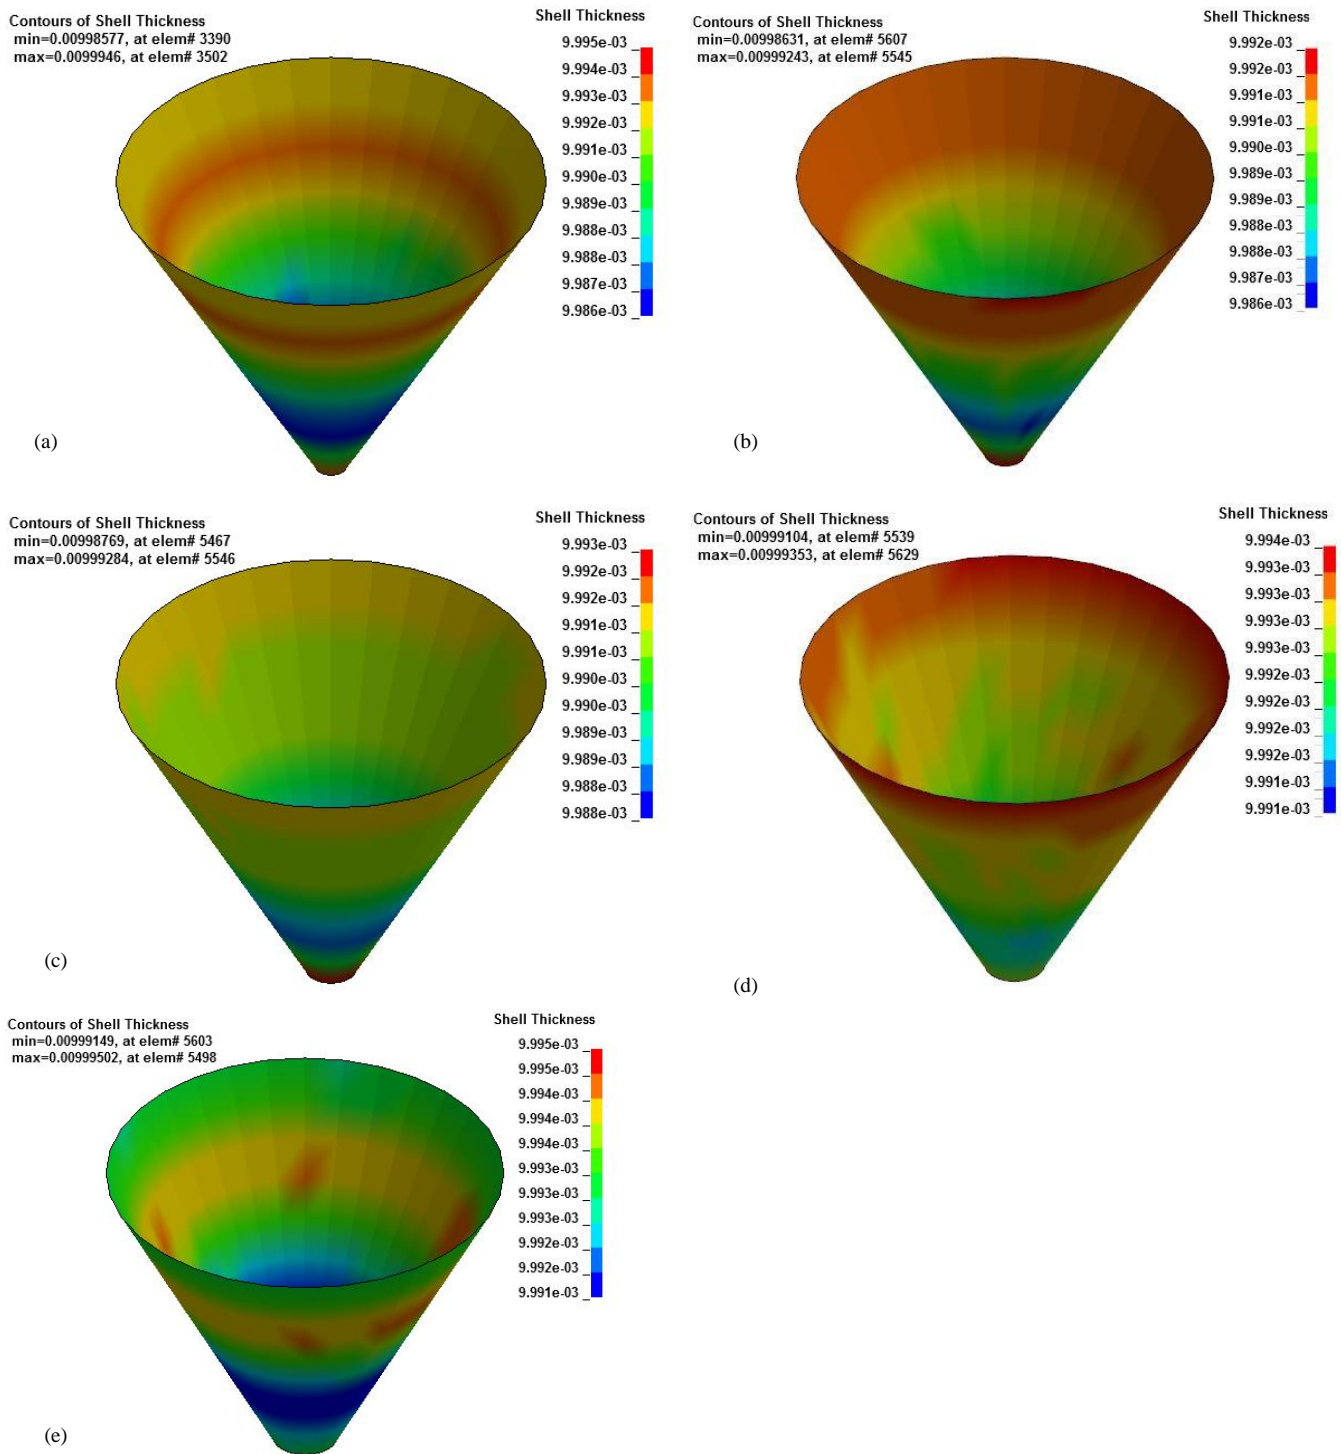 Contours of Shell Thickness
min=0.00998577, at elem# 3390
max=0.0099946, at elem# 3502
Shell Thickness
9.995e-03
9.994e-03
9.993e-03
9.992e-03
9.991e-03
9.990e-03
9.989e-03
9.988e-03
9.988e-03
9.987e-03
9.986e-03
(a)
Contours of Shell Thickness
min=0.00998631, at elem# 5607
max=0.00999243, at elem# 5545
Shell Thickness
9.992e-03
9.992e-03
9.991e-03
9.991e-03
9.990e-03
9.989e-03
9.989e-03
9.988e-03
9.988e-03
9.987e-03
9.986e-03
(b)
Contours of Shell Thickness
min=0.00998769, at elem# 5467
max=0.00999284, at elem# 5546
Shell Thickness
9.993e-03
9.992e-03
9.992e-03
9.991e-03
9.991e-03
9.990e-03
9.990e-03
9.989e-03
9.989e-03
9.988e-03
9.988e-03
(c)
Contours of Shell Thickness
min=0.00999104, at elem# 5539
max=0.00999353, at elem# 5629
Shell Thickness
9.994e-03
9.993e-03
9.993e-03
9.993e-03
9.993e-03
9.992e-03
9.992e-03
9.992e-03
9.992e-03
9.991e-03
9.991e-03
(d)
Contours of Shell Thickness
min=0.00999149, at elem# 5603
max=0.00999502, at elem# 5498
Shell Thickness
9.995e-03
9.995e-03
9.994e-03
9.994e-03
9.994e-03
9.993e-03
9.993e-03
9.993e-03
9.992e-03
9.992e-03
9.991e-03
(e)